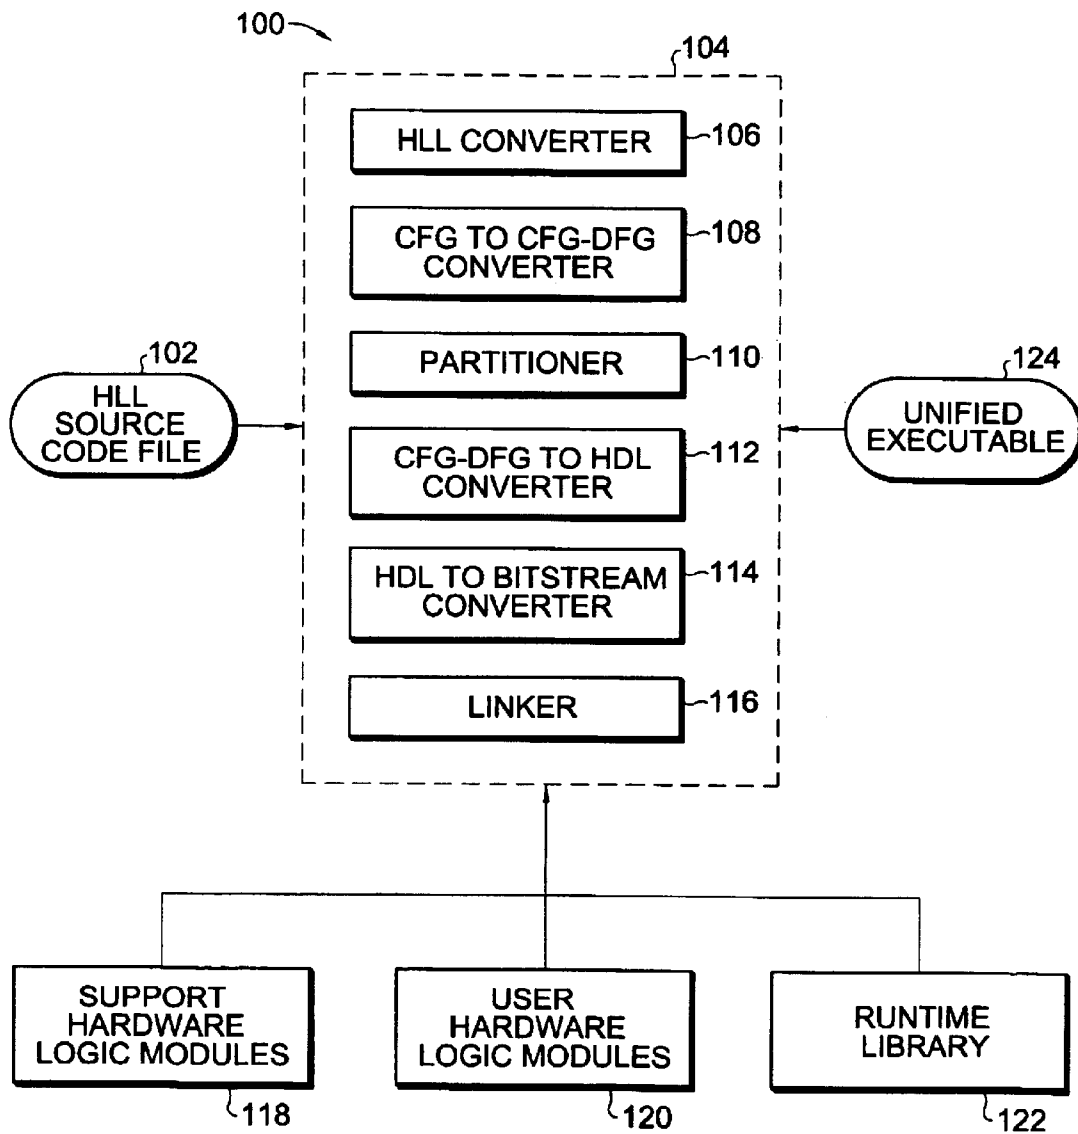 100
104
HLL CONVERTER
106
CFG TO CFG-DFG
CONVERTER
108
PARTITIONER
110
102
HLL
SOURCE
CODE FILE
124
UNIFIED
EXECUTABLE
CFG-DFG TO HDL
CONVERTER
112
HDL TO BITSTREAM
CONVERTER
114
LINKER
116
SUPPORT
HARDWARE
LOGIC MODULES
118
USER
HARDWARE
LOGIC MODULES
120
RUNTIME
LIBRARY
122